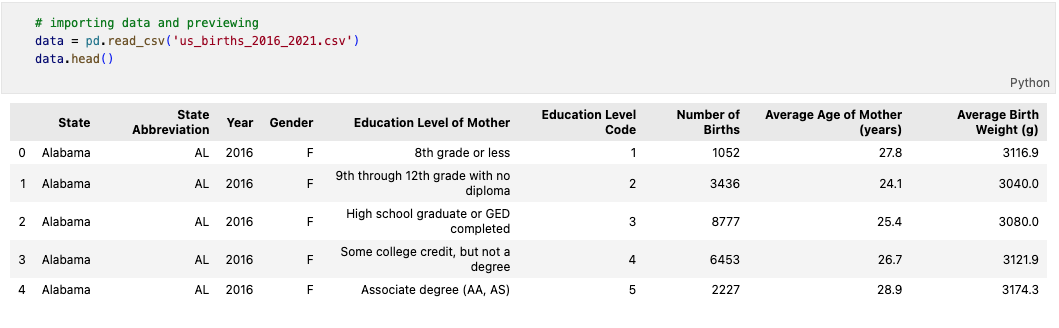 # importing data and previewing
data = pd.read_csv('us_births_2016_2021.csv')
data.head()
Python
State State Abbreviation Year Gender Education Level of Mother Education Level Code Number of Births Average Age of Mother (years) Average Birth Weight (g)
0 Alabama AL 2016 F 8th grade or less 1 1052 27.8 3116.9
1 Alabama AL 2016 F 9th through 12th grade with no diploma 2 3436 24.1 3040.0
2 Alabama AL 2016 F High school graduate or GED completed 3 8777 25.4 3080.0
3 Alabama AL 2016 F Some college credit, but not a degree 4 6453 26.7 3121.9
4 Alabama AL 2016 F Associate degree (AA, AS) 5 2227 28.9 3174.3